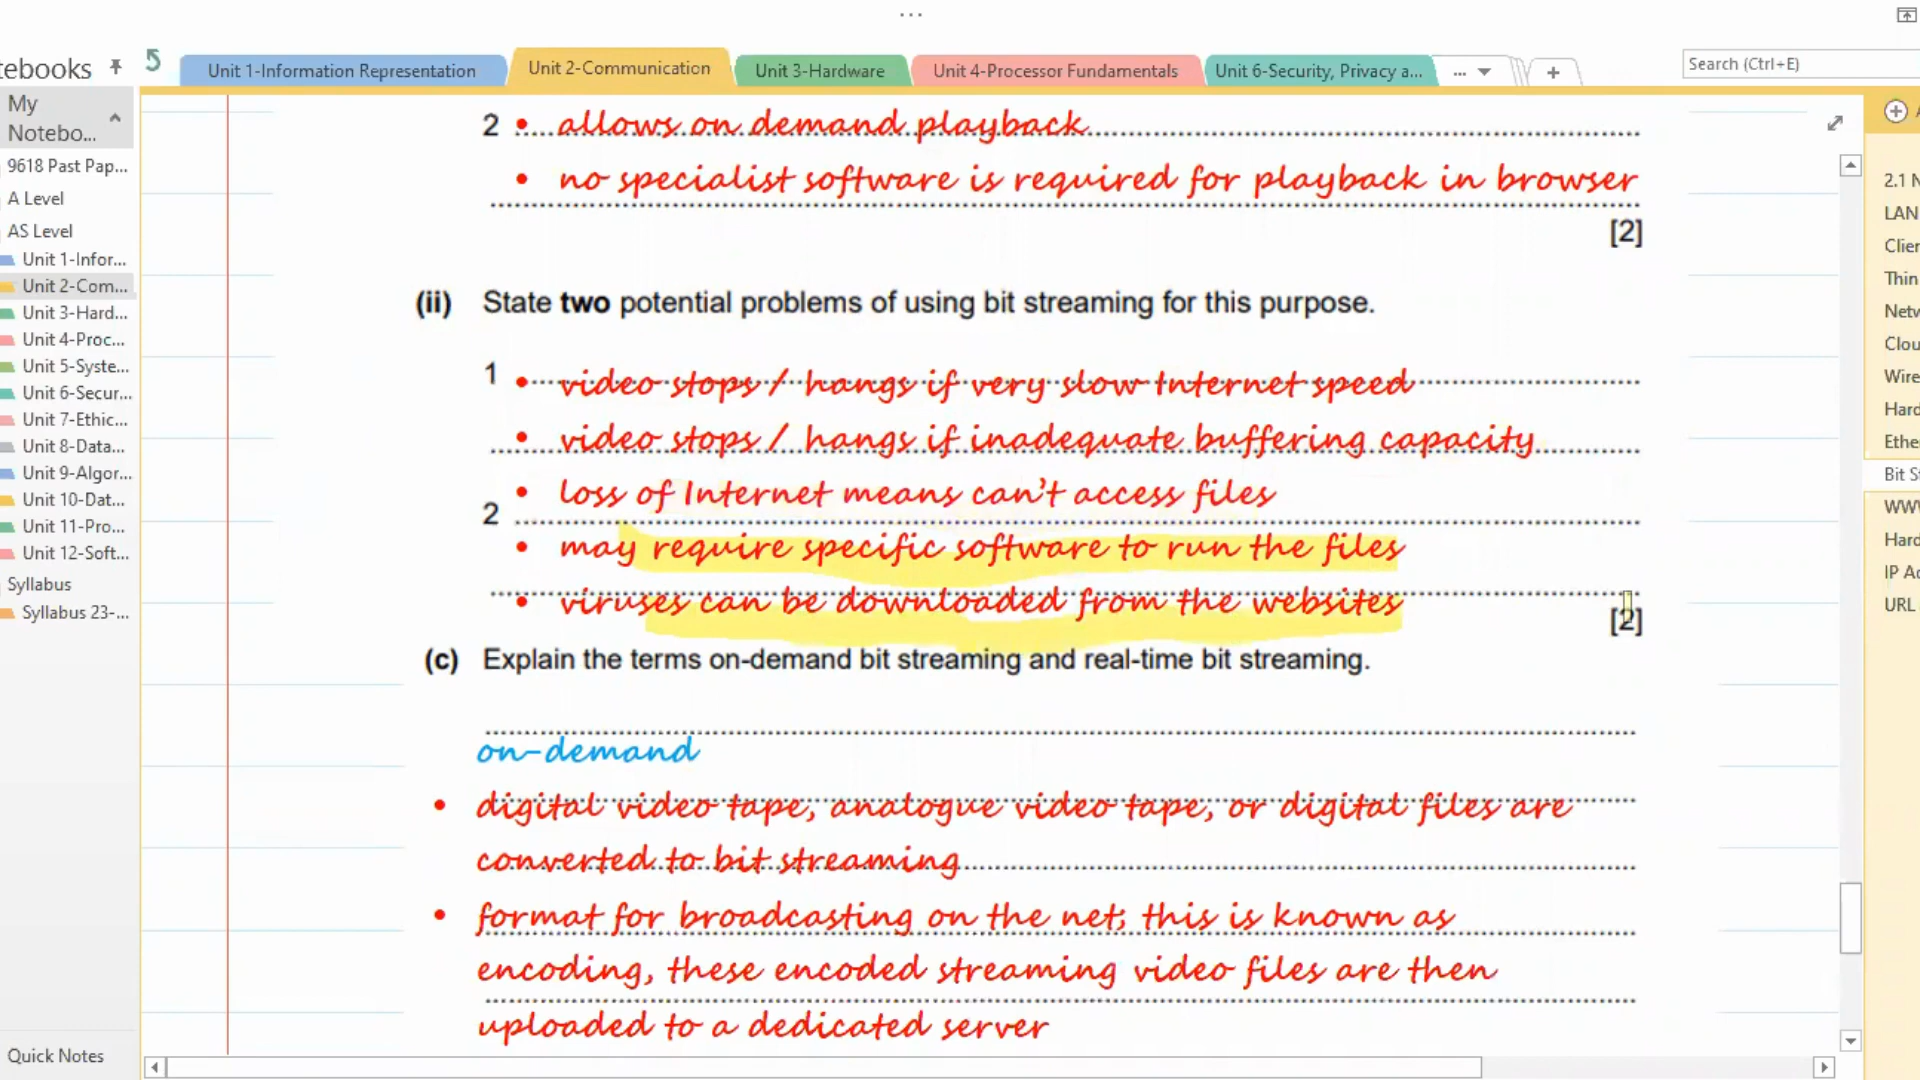 ...
tebooks
Unit 1-Information Representation
Unit 2-Communication
Unit 3-Hardware
Unit 4-Processor Fundamentals
Unit 6-Security, Privacy a...
...
+
Search (Ctrl+E)
My
Notebo...
9618 Past Pap...
A Level
AS Level
Unit 1-Infor...
Unit 2-Com...
Unit 3-Hard...
Unit 4-Proc...
Unit 5-Syste...
Unit 6-Secur...
Unit 7-Ethic...
Unit 8-Data...
Unit 9-Algor...
Unit 10-Dat...
Unit 11-Pro...
Unit 12-Soft...
Syllabus
Syllabus 23-...
Quick Notes
2 • allows on demand playback
• no specialist software is required for playback in browser
[2]
(ii) State two potential problems of using bit streaming for this purpose.
1 • video stops / hangs if very slow Internet speed
• video stops / hangs if inadequate buffering capacity
• loss of Internet means can't access files
2
• may require specific software to run the files
• viruses can be downloaded from the websites
[2]
(c) Explain the terms on-demand bit streaming and real-time bit streaming.
on-demand
• digital video tape, analogue video tape, or digital files are
converted to bit streaming
• format for broadcasting on the net; this is known as
encoding, these encoded streaming video files are then
uploaded to a dedicated server
2.1 N
LAN
Clier
Thin
Netw
Clou
Wire
Hard
Ethe
Bit St
WWW
Hard
IP Ad
URL